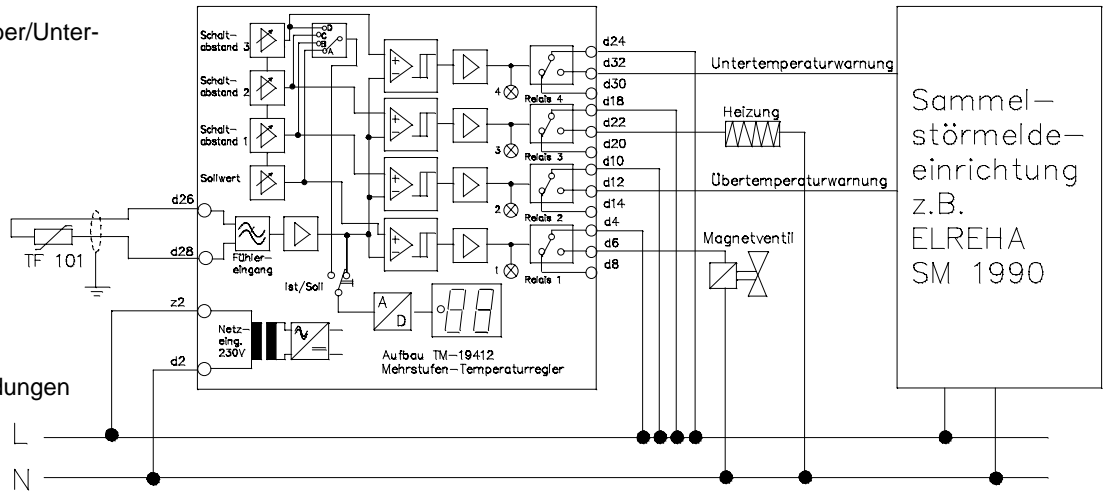 ber/Unter-
Schalt-
abstand 3
D
C
B
A
Schalt-
abstand 2
Schalt-
abstand 1
Sollwert
d26
TF 101
d28
Fühler-
eingang
Ist/Soll
z2
Netz-
eing.
230V
d2
A
D
Aufbau TM-19412
Mehrstufen-Temperaturregler
+
-
4
Relais 4
+
-
3
Relais 3
+
-
2
Relais 2
+
-
1
Relais 1
d24
d32
d30
d18
d22
d20
d10
d12
d14
d4
d6
d8
Untertemperaturwarnung
Heizung
Übertemperaturwarnung
Magnetventil
Sammel-
störmelde-
einrichtung
z.B.
ELREHA
SM 1990
dungen
L
N